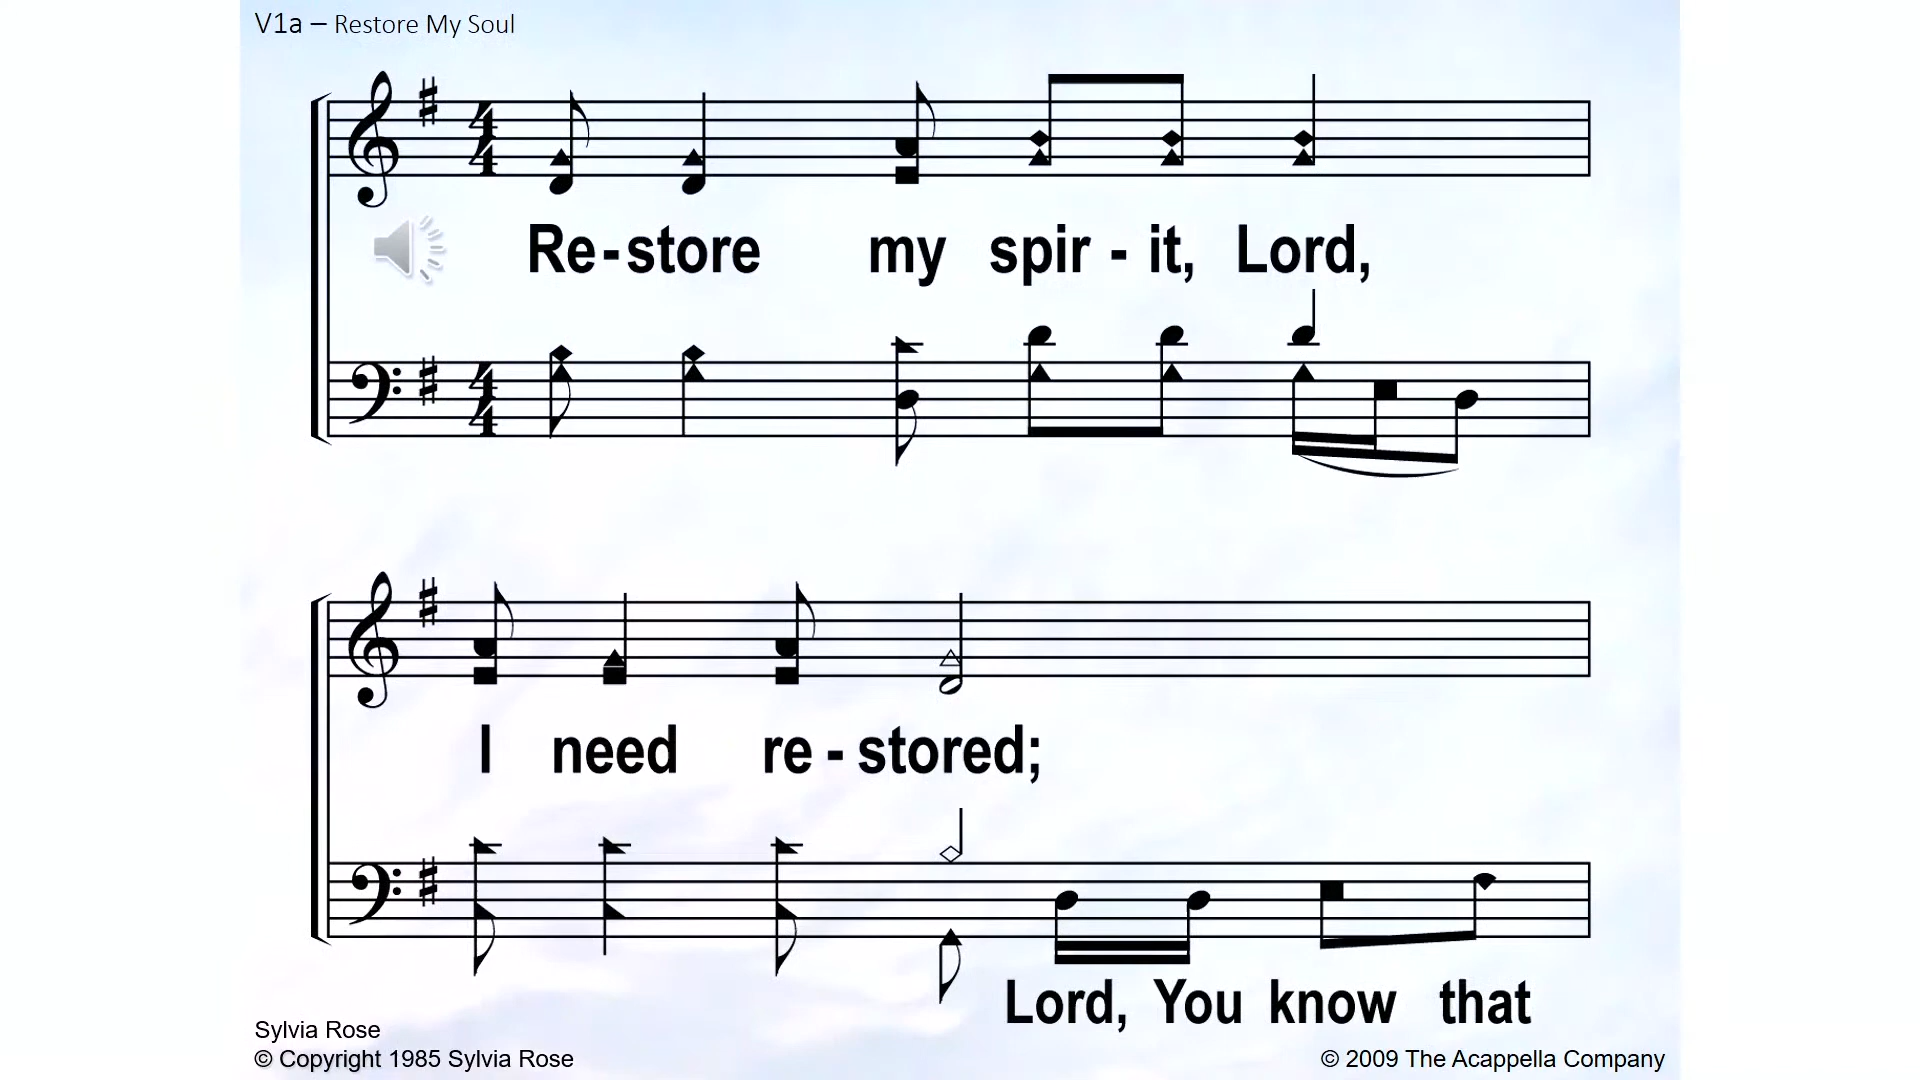 V1a – Restore My Soul
Re-store my spir - it, Lord,
I need re - stored;
Lord, You know that
Sylvia Rose
© Copyright 1985 Sylvia Rose
© 2009 The Acappella Company